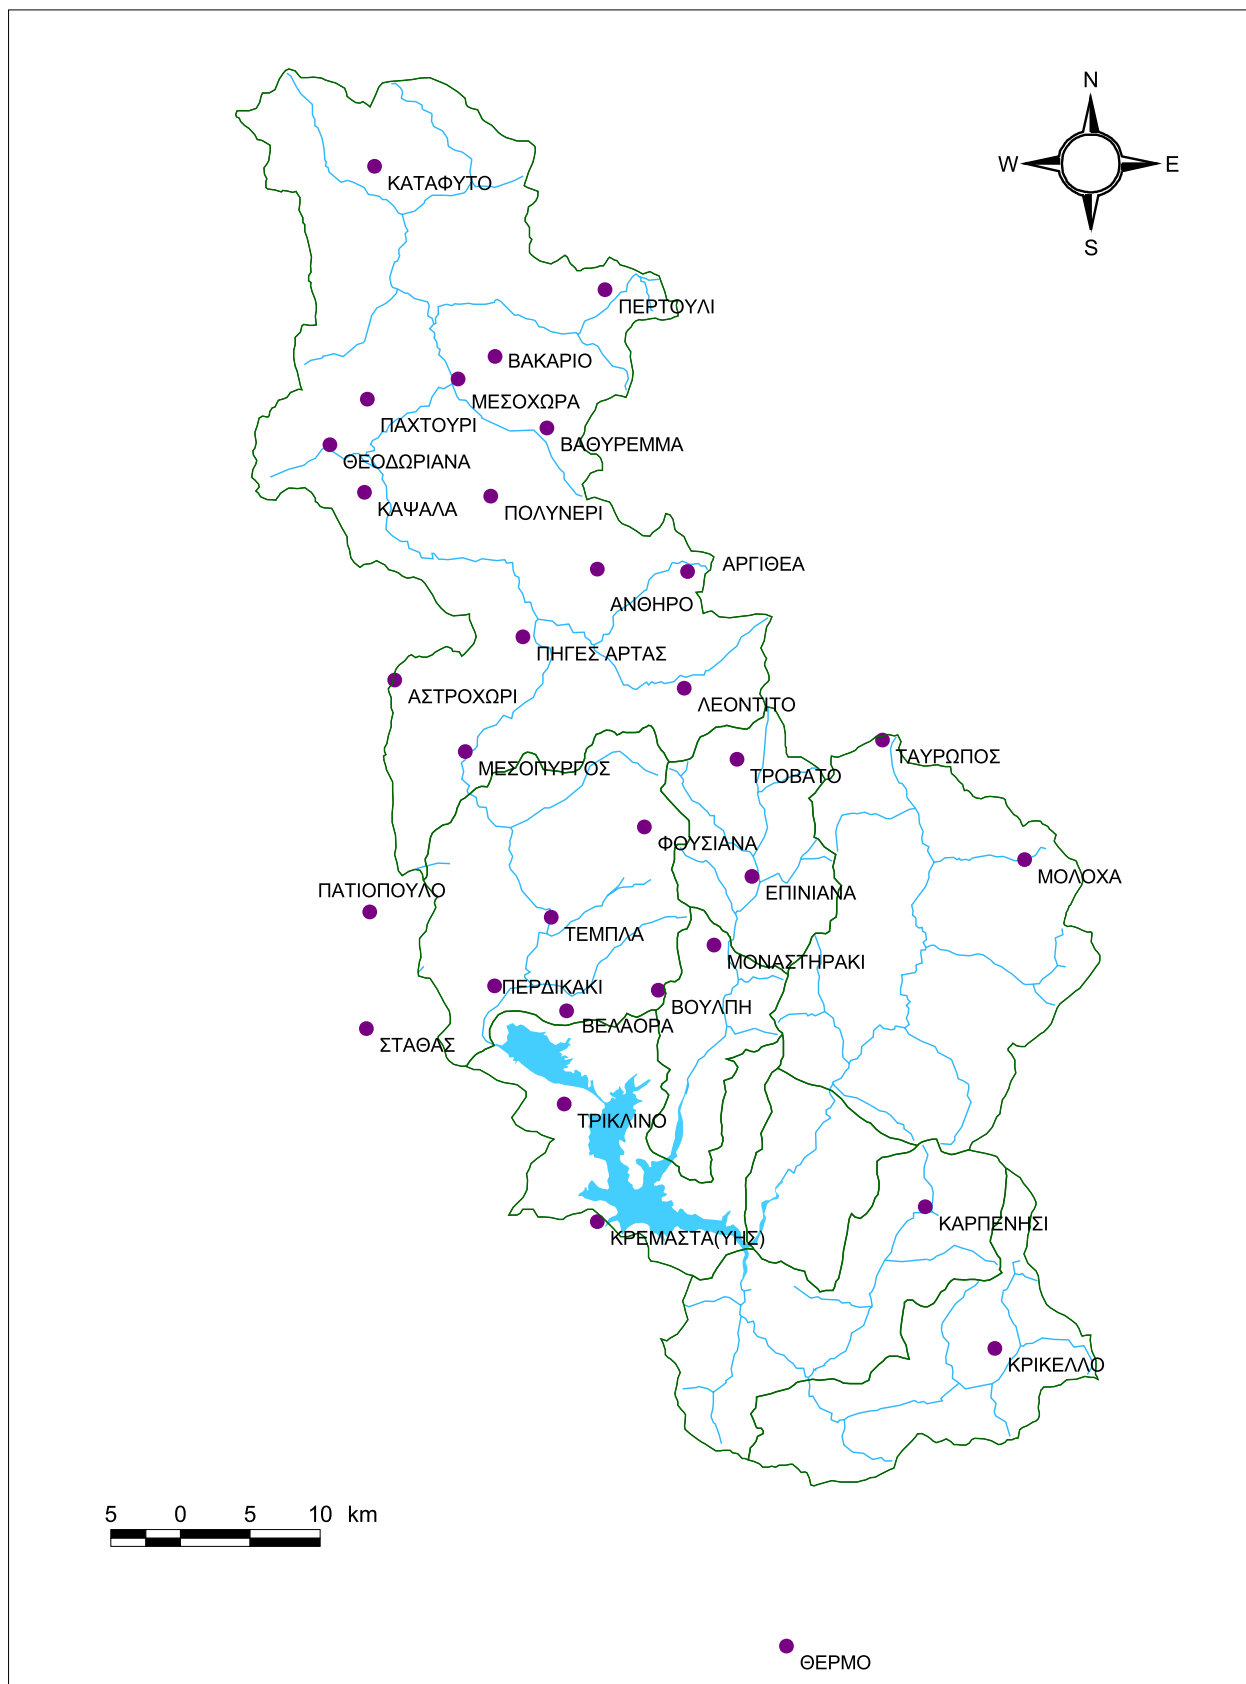 N
W E
S
ΚΑΤΑΦΥΤΟ
ΠΕΡΤΟΥΛΙ
ΒΑΚΑΡΙΟ
ΜΕΣΟΧΩΡΑ
ΠΑΧΤΟΥΡΙ
ΒΑΘΥΡΕΜΜΑ
ΘΕΟΔΩΡΙΑΝΑ
ΚΑΨΑΛΑ
ΠΟΛΥΝΕΡΙ
ΑΡΓΙΘΕΑ
ΑΝΘΗΡΟ
ΠΗΓΕΣ ΑΡΤΑΣ
ΑΣΤΡΟΧΩΡΙ
ΛΕΟΝΤΙΤΟ
ΜΕΣΟΠΥΡΓΟΣ
ΤΡΟΒΑΤΟ
ΤΑΥΡΩΠΟΣ
ΦΟΥΣΙΑΝΑ
ΜΟΛΟΧΑ
ΠΑΤΙΟΠΟΥΛΟ
ΕΠΙΝΙΑΝΑ
ΤΕΜΠΛΑ
ΜΟΝΑΣΤΗΡΑΚΙ
ΠΕΡΔΙΚΑΚΙ
ΒΟΥΛΠΗ
ΒΕΛΑΟΡΑ
ΣΤΑΘΑΣ
ΤΡΙΚΛΙΝΟ
ΚΑΡΠΕΝΗΣΙ
ΚΡΕΜΑΣΤΑ(ΥΗΣ)
ΚΡΙΚΕΛΛΟ
5 0 5 10 km
ΘΕΡΜΟ